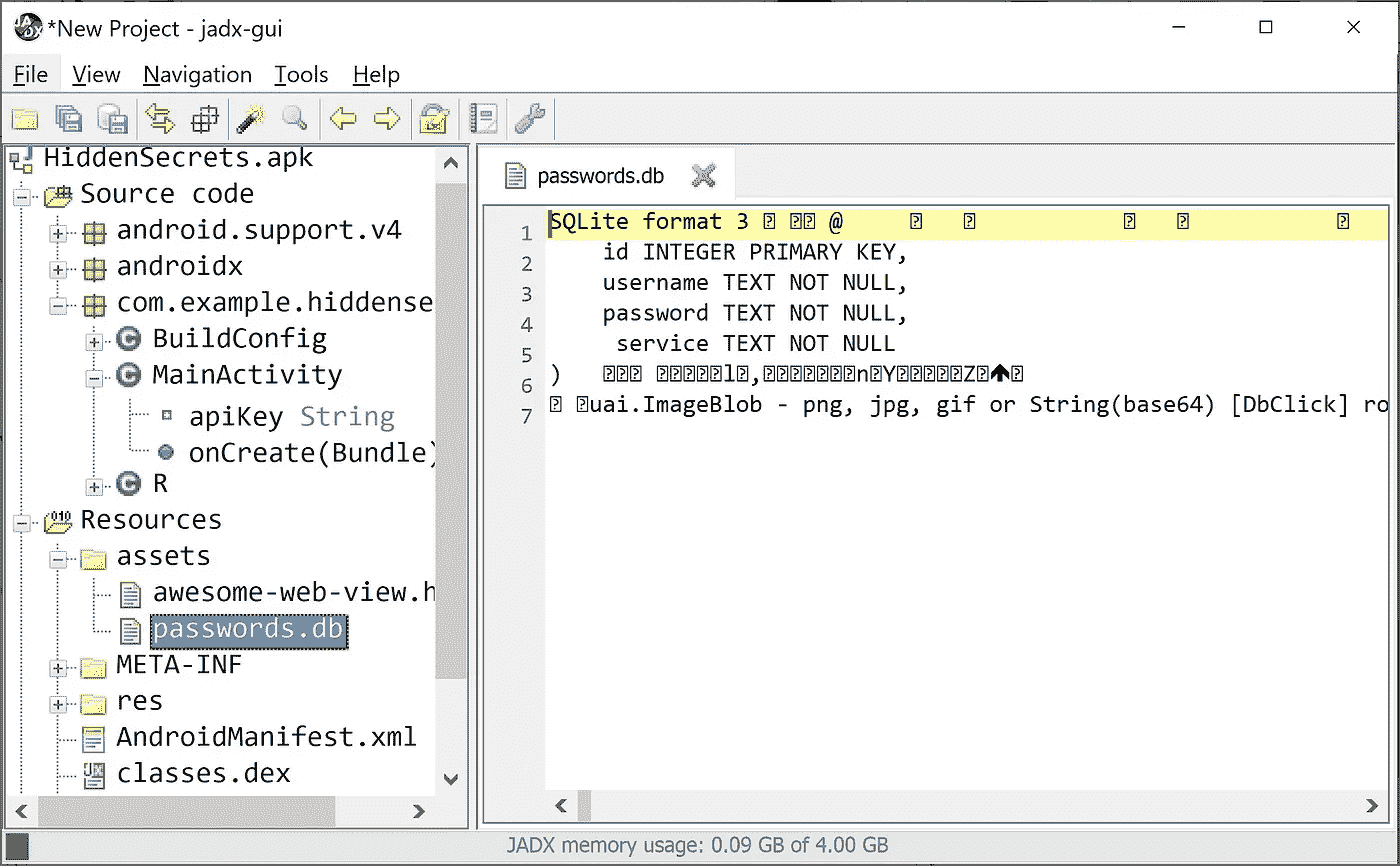 *New Project - jadx-gui
File View Navigation Tools Help
HiddenSecrets.apk
Source code
android.support.v4
androidx
com.example.hiddense
BuildConfig
MainActivity
apiKey String
onCreate(Bundle)
R
Resources
assets
awesome-web-view.h
passwords.db
META-INF
res
AndroidManifest.xml
classes.dex
passwords.db
1 SQLite format 3 @
2 id INTEGER PRIMARY KEY,
3 username TEXT NOT NULL,
4 password TEXT NOT NULL,
5 service TEXT NOT NULL
6 ) l , n Y Z
7 uai.ImageBlob - png, jpg, gif or String(base64) [DbClick] ro
JADX memory usage: 0.09 GB of 4.00 GB